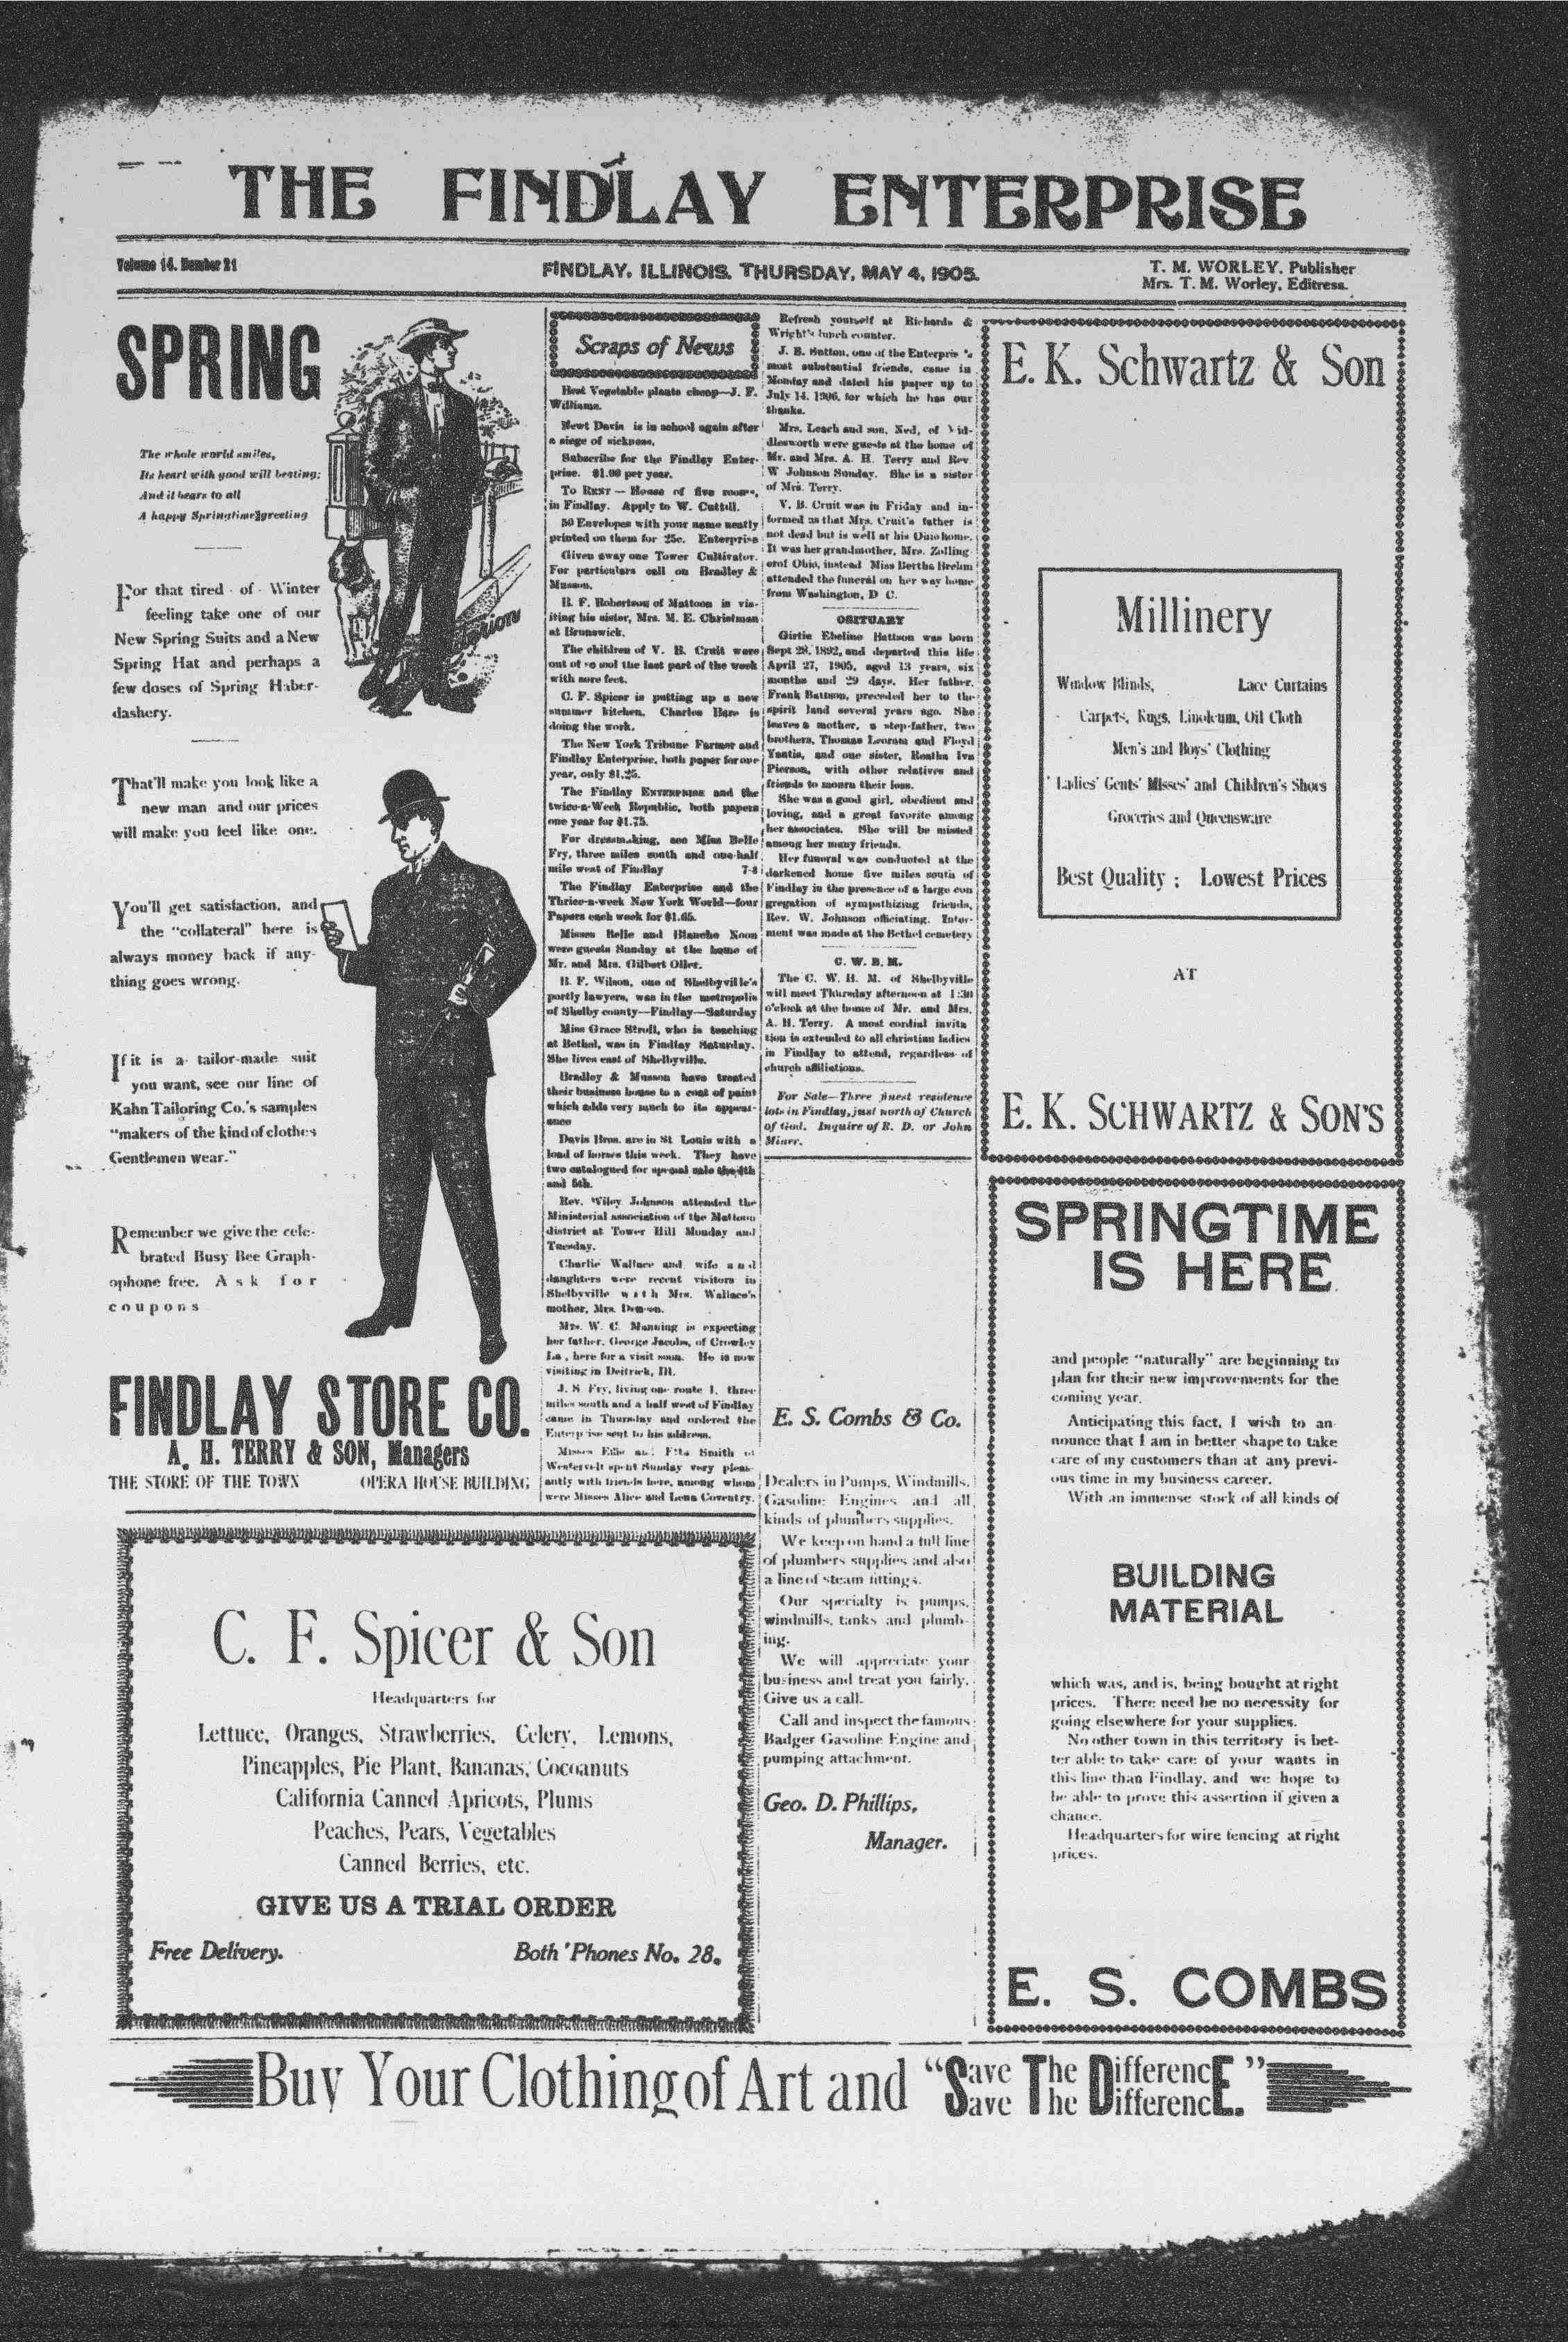 THE FINDLAY ENTERPRISE
Volume 14. Number 21
FINDLAY, ILLINOIS, THURSDAY, MAY 4, 1905.
T. M. WORLEY, Publisher
Mrs. T. M. Worley, Editress.
SPRING
The whole world smiles,
Its heart with good will beating;
And it bears to all
A happy Springtime greeting
For that tired - of - Winter
feeling take one of our
New Spring Suits and a New
Spring Hat and perhaps a
few doses of Spring Haber-
dashery.
That'll make you look like a
new man and our prices
will make you feel like one.
You'll get satisfaction, and
the "collateral" here is
always money back if any-
thing goes wrong.
If it is a tailor-made suit
you want, see our line of
Kahn Tailoring Co.'s samples
"makers of the kind of clothes
Gentlemen wear."
Remember we give the cele-
brated Busy Bee Graph-
ophone free. Ask for
coupons
FINDLAY STORE CO.
A. H. TERRY & SON, Managers
THE STORE OF THE TOWN OPERA HOUSE BUILDING
C. F. Spicer & Son
Headquarters for
Lettuce, Oranges, Strawberries, Celery, Lemons,
Pineapples, Pie Plant, Bananas, Cocoanuts
California Canned Apricots, Plums
Peaches, Pears, Vegetables
Canned Berries, etc.
GIVE US A TRIAL ORDER
Free Delivery. Both 'Phones No. 28.
Scraps of News
Best Vegetable plants cheap—J. F.
Williams.
Newt Davis is in school again after
a siege of sickness.
Subscribe for the Findlay Enter-
prise. $1.00 per year.
To RENT — House of five rooms,
in Findlay. Apply to W. Cuttill.
50 Envelopes with your name neatly
printed on them for 25c. Enterprise
Given away one Tower Cultivator.
For particulars call on Bradley &
Musson.
B. F. Robertson of Mattoon is vis-
iting his sister, Mrs. M. E. Christman
at Brunswick.
The children of V. B. Cruit were
out of the last part of the week
with sore feet.
C. F. Spicer is putting up a new
summer kitchen. Charles Bare is
doing the work.
The New York Tribune Farmer and
Findlay Enterprise, both paper for one
year, only $1.25.
The Findlay ENTERPRISE and the
twice-a-Week Republic, both papers
one year for $1.75.
For dressmaking, see Miss Belle
Fry, three miles south and one-half
mile west of Findlay 7-8
The Findlay Enterprise and the
Thrice-a-week New York World—four
Papers each week for $1.65.
Misses Belle and Blanche Noon
were guests Sunday at the home of
Mr. and Mrs. Gilbert Oller.
B. F. Wilson, one of Shelbyville's
portly lawyers, was in the metropolis
of Shelby county—Findlay—Saturday
Miss Grace Stroll, who is teaching
at Bethel, was in Findlay Saturday.
She lives east of Shelbyville.
Bradley & Musson have treated
their business house to a coat of paint
which adds very much to its appear-
ance
Davis Bros. are in St Louis with a
load of horses this week. They have
two catalogued for special sale the 4th
and 5th.
Rev. Wiley Johnson attended the
Ministerial association of the Mattoon
district at Tower Hill Monday and
Tuesday.
Charlie Wallace and wife and
daughters were recent visitors in
Shelbyville with Mrs. Wallace's
mother, Mrs.
Mrs. W. C. Manning is expecting
her father, George Jacobs, of Crowley
La., here for a visit soon. He is now
visiting in Deitrick, Ill.
J. S. Fry, living one route 1, three
miles south and a half west of Findlay
came in Thursday and ordered the
Enterprise sent to his address.
Misses Effie and Etta Smith of
Westervelt spent Sunday very pleas-
antly with friends here, among whom
were Misses Alice and Lena Coventry.
Refresh yourself at Richards &
Wright's lunch counter.
J. B. Sutton, one of the Enterprise's
most substantial friends, came in
Monday and dated his paper up to
July 14, 1906, for which he has our
thanks.
Mrs. Leach and son, Ned, of Mid-
dlesworth were guests at the home of
Mr. and Mrs. A. H. Terry and Rev.
W Johnson Sunday. She is a sister
of Mrs. Terry.
V. B. Cruit was in Friday and in-
formed us that Mrs. Cruit's father is
not dead but is well at his Ohio home.
It was her grandmother, Mrs. Zolling
erof Ohio, instead Miss Bertha Brehm
attended the funeral on her way home
from Washington, D C.
OBITUARY
Girtie Ebeline Battson was born
Sept 28, 1892, and departed this life
April 27, 1905, aged 13 years, six
months and 29 days. Her father,
Frank Battson, preceded her to the
spirit land several years ago. She
leaves a mother, a step-father, two
brothers, Thomas Leoram and Floyd
Yantis, and one sister, Reatha Iva
Pierson, with other relatives and
friends to mourn their loss.
She was a good girl, obedient and
loving, and a great favorite among
her associates. She will be missed
among her many friends.
Her funeral was conducted at the
darkened home five miles south of
Findlay in the presence of a large con
gregation of sympathizing friends,
Rev. W. Johnson officiating. Inter-
ment was made at the Bethel cemetery
C. W. B. M.
The C. W. B. M. of Shelbyville
will meet Thursday afternoon at 1:30
o'clock at the home of Mr. and Mrs.
A. H. Terry. A most cordial invita
tion is extended to all christian ladies
in Findlay to attend, regardless of
church affiliations.
For Sale—Three finest residence
lots in Findlay, just north of Church
of God. Inquire of R. D. or John
Miner.
E. S. Combs & Co.
Dealers in Pumps, Windmills,
Gasoline Engines and all
kinds of plumbers supplies.
We keep on hand a full line
of plumbers supplies and also
a line of steam fittings.
Our specialty is pumps,
windmills, tanks and plumb-
ing.
We will appreciate your
business and treat you fairly.
Give us a call.
Call and inspect the famous
Badger Gasoline Engine and
pumping attachment.
Geo. D. Phillips,
Manager.
E. K. Schwartz & Son
Millinery
Window Blinds, Lace Curtains
Carpets, Rugs, Linoleum, Oil Cloth
Men's and Boys' Clothing
Ladies' Gents' Misses' and Children's Shoes
Groceries and Queensware
Best Quality : Lowest Prices
AT
E. K. SCHWARTZ & SON'S
SPRINGTIME
IS HERE
and people "naturally" are beginning to
plan for their new improvements for the
coming year.
Anticipating this fact, I wish to an
nounce that I am in better shape to take
care of my customers than at any previ-
ous time in my business career.
With an immense stock of all kinds of
BUILDING
MATERIAL
which was, and is, being bought at right
prices. There need be no necessity for
going elsewhere for your supplies.
No other town in this territory is bet-
ter able to take care of your wants in
this line than Findlay, and we hope to
be able to prove this assertion if given a
chance.
Headquarters for wire fencing at right
prices.
E. S. COMBS
Buy Your Clothing of Art and "Save The DifferencE."
Save The DifferencE.